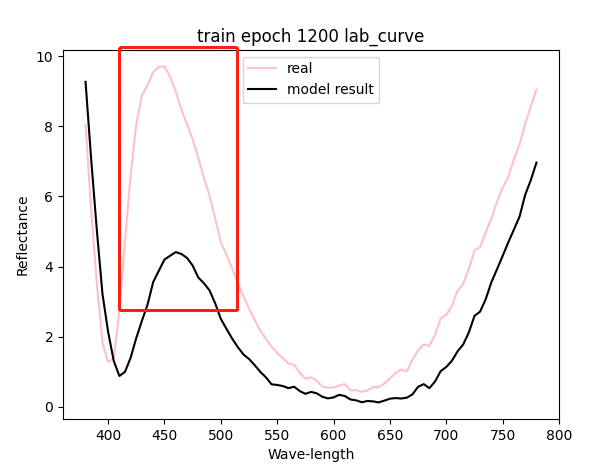 train epoch 1200 lab_curve
real
model result
10
8
6
4
2
0
Reflectance
400 450 500 550 600 650 700 750 800
Wave-length